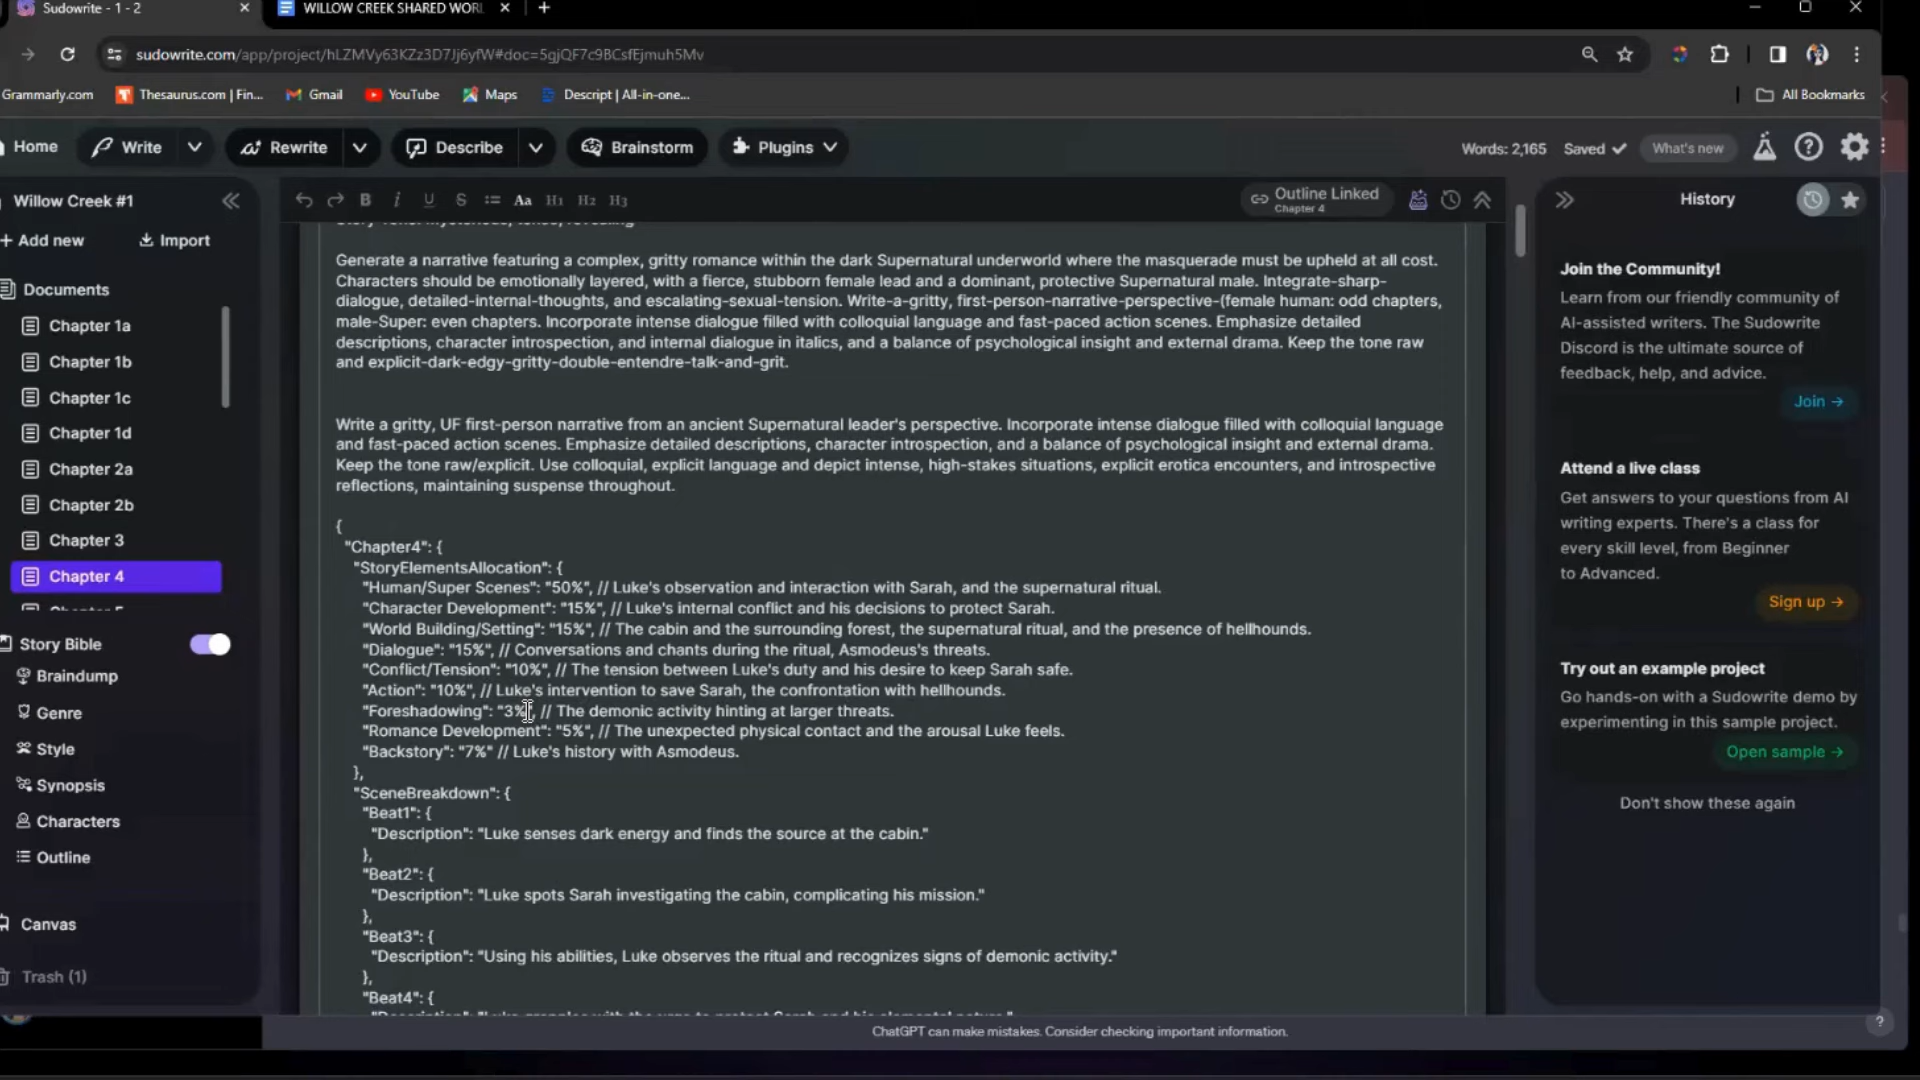 Sudowrite - 1 - 2
WILLOW CREEK SHARED WORL
sudowrite.com/app/project/hLZMVy63KZz3D7Jj6yfW#doc=5gjQF7c9BCsfEjmuh5Mv
Grammarly.com
Thesaurus.com | Fin...
Gmail
YouTube
Maps
Descript | All-in-one...
All Bookmarks
Home
Write
Rewrite
Describe
Brainstorm
Plugins
Words: 2,165
Saved
What's new
Willow Creek #1
+ Add new
Import
Documents
Chapter 1a
Chapter 1b
Chapter 1c
Chapter 1d
Chapter 2a
Chapter 2b
Chapter 3
Chapter 4
Story Bible
Braindump
Genre
Style
Synopsis
Characters
Outline
Canvas
Trash (1)
B i U S Aa H1 H2 H3
Outline Linked
Chapter 4
Generate a narrative featuring a complex, gritty romance within the dark Supernatural underworld where the masquerade must be upheld at all cost.
Characters should be emotionally layered, with a fierce, stubborn female lead and a dominant, protective Supernatural male. Integrate-sharp-
dialogue, detailed-internal-thoughts, and escalating-sexual-tension. Write-a-gritty, first-person-narrative-perspective-(female human: odd chapters,
male-Super: even chapters. Incorporate intense dialogue filled with colloquial language and fast-paced action scenes. Emphasize detailed
descriptions, character introspection, and internal dialogue in italics, and a balance of psychological insight and external drama. Keep the tone raw
and explicit-dark-edgy-gritty-double-entendre-talk-and-grit.
Write a gritty, UF first-person narrative from an ancient Supernatural leader's perspective. Incorporate intense dialogue filled with colloquial language
and fast-paced action scenes. Emphasize detailed descriptions, character introspection, and a balance of psychological insight and external drama.
Keep the tone raw/explicit. Use colloquial, explicit language and depict intense, high-stakes situations, explicit erotica encounters, and introspective
reflections, maintaining suspense throughout.
{
"Chapter4": {
"StoryElementsAllocation": {
"Human/Super Scenes": "50%", // Luke's observation and interaction with Sarah, and the supernatural ritual.
"Character Development": "15%", // Luke's internal conflict and his decisions to protect Sarah.
"World Building/Setting": "15%", // The cabin and the surrounding forest, the supernatural ritual, and the presence of hellhounds.
"Dialogue": "15%", // Conversations and chants during the ritual, Asmodeus's threats.
"Conflict/Tension": "10%", // The tension between Luke's duty and his desire to keep Sarah safe.
"Action": "10%", // Luke's intervention to save Sarah, the confrontation with hellhounds.
"Foreshadowing": "3%", // The demonic activity hinting at larger threats.
"Romance Development": "5%", // The unexpected physical contact and the arousal Luke feels.
"Backstory": "7%" // Luke's history with Asmodeus.
},
"SceneBreakdown": {
"Beat1": {
"Description": "Luke senses dark energy and finds the source at the cabin."
},
"Beat2": {
"Description": "Luke spots Sarah investigating the cabin, complicating his mission."
},
"Beat3": {
"Description": "Using his abilities, Luke observes the ritual and recognizes signs of demonic activity."
},
"Beat4": {
History
Join the Community!
Learn from our friendly community of
AI-assisted writers. The Sudowrite
Discord is the ultimate source of
feedback, help, and advice.
Join →
Attend a live class
Get answers to your questions from AI
writing experts. There's a class for
every skill level, from Beginner
to Advanced.
Sign up →
Try out an example project
Go hands-on with a Sudowrite demo by
experimenting in this sample project.
Open sample →
Don't show these again
ChatGPT can make mistakes. Consider checking important information.